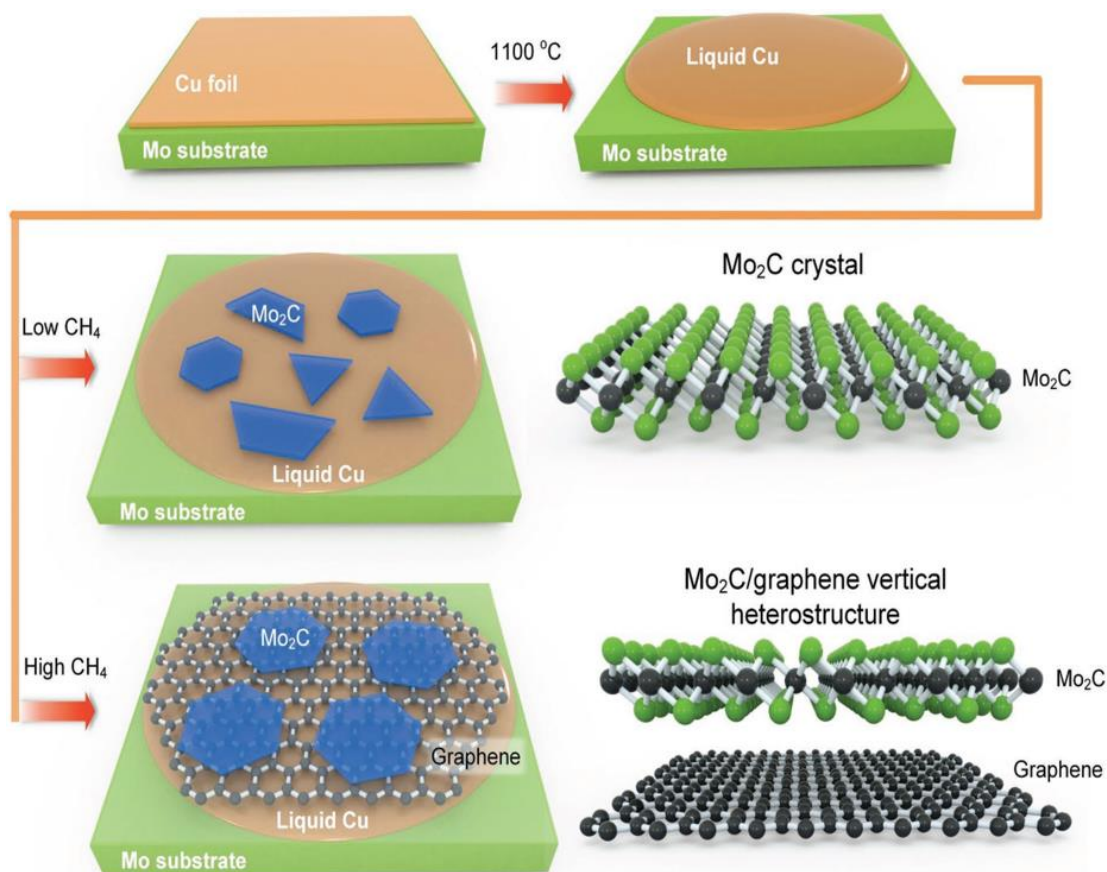 Cu foil
Mo substrate
1100 °C
Liquid Cu
Mo substrate
Low CH₄
Mo₂C
Liquid Cu
Mo substrate
Mo₂C crystal
Mo₂C
High CH₄
Mo₂C
Graphene
Liquid Cu
Mo substrate
Mo₂C/graphene vertical
heterostructure
Mo₂C
Graphene